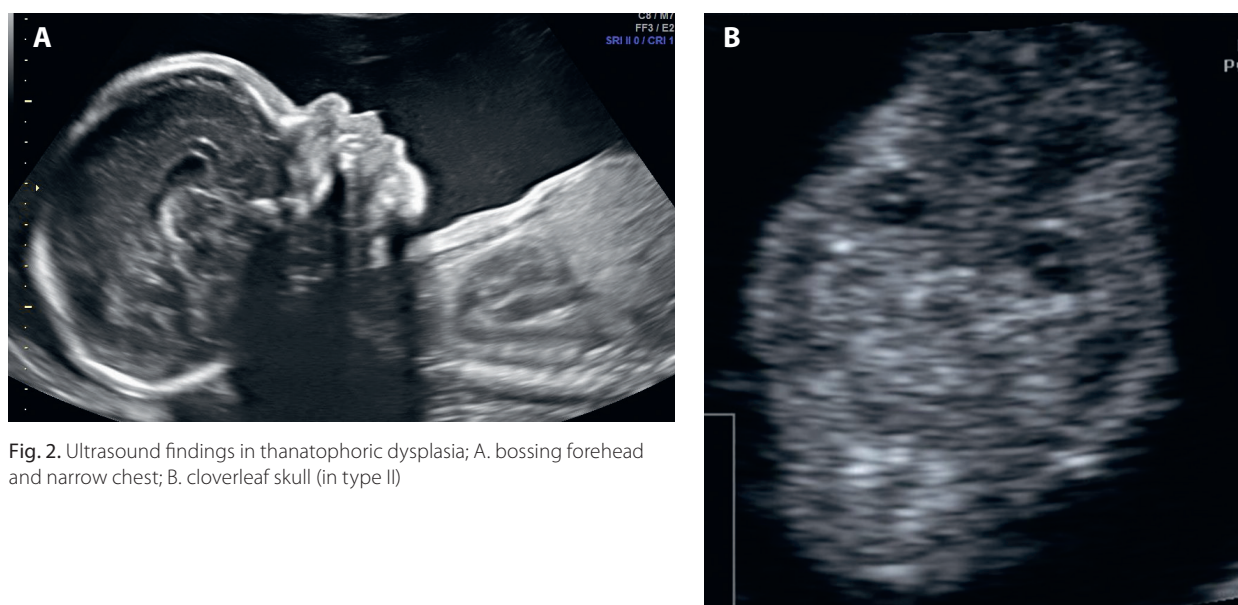 A
C8 / M7
FF3 / E2
SRI II 0 / CRI 1
B
Fig. 2. Ultrasound findings in thanatophoric dysplasia; A. bossing forehead
and narrow chest; B. cloverleaf skull (in type II)